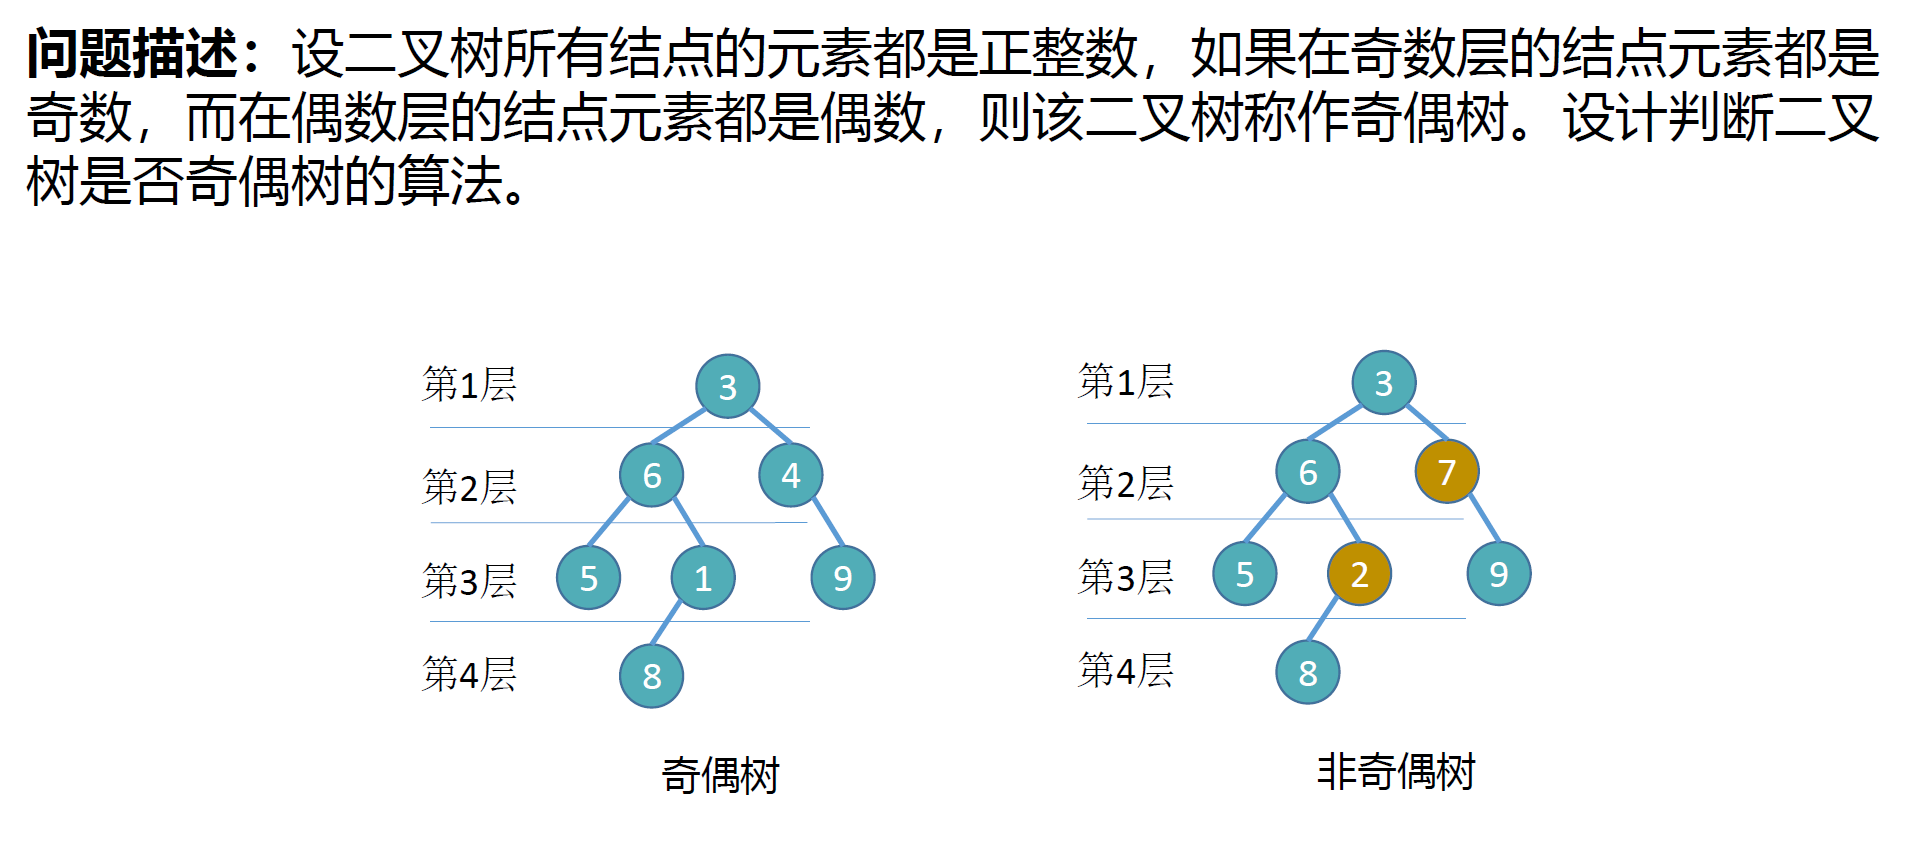 问题描述：设二叉树所有结点的元素都是正整数，如果在奇数层的结点元素都是
奇数，而在偶数层的结点元素都是偶数，则该二叉树称作奇偶树。设计判断二叉
树是否奇偶树的算法。
第1层
3
第2层
6
4
第3层
5
1
9
第4层
8
奇偶树
第1层
3
第2层
6
7
第3层
5
2
9
第4层
8
非奇偶树